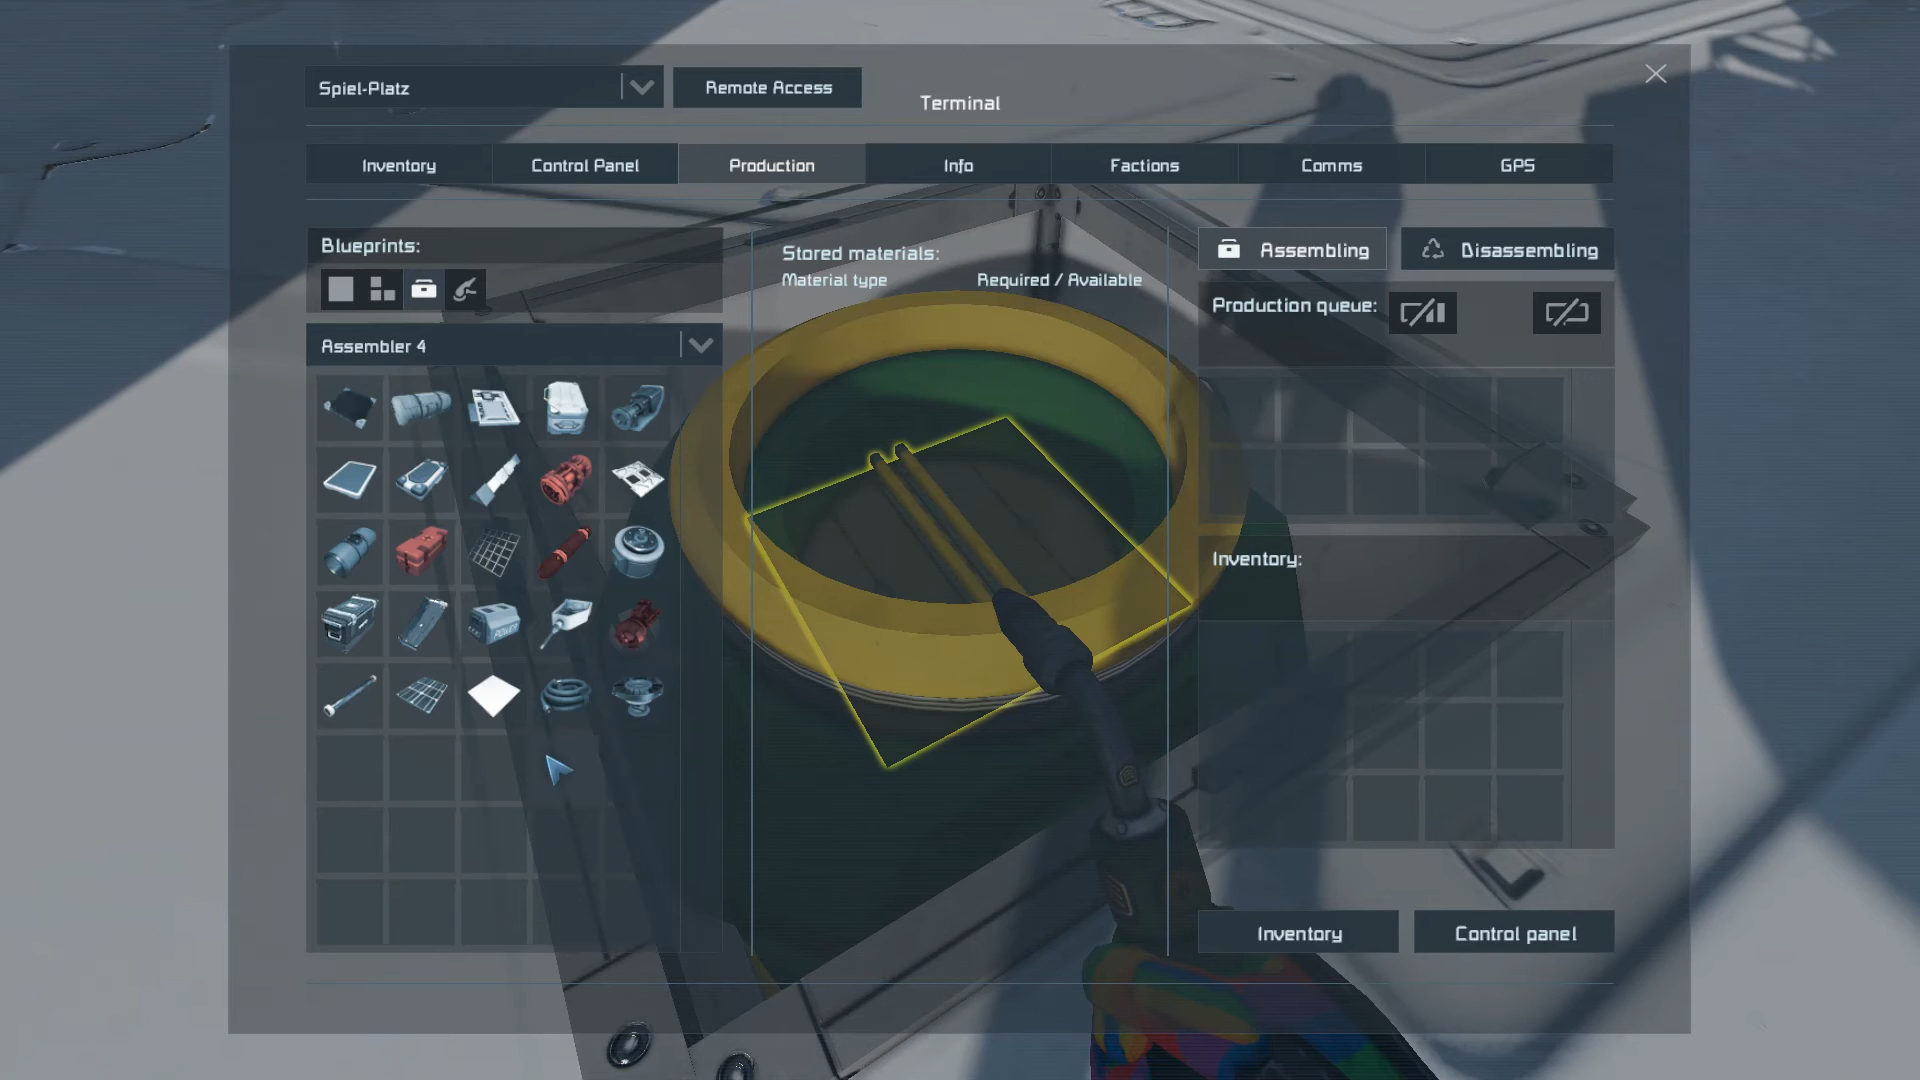 Spiel-Platz
Remote Access
Terminal
Inventory
Control Panel
Production
Info
Factions
Comms
GPS
Blueprints:
Assembler 4
Stored materials:
Material type
Required / Available
Assembling
Disassembling
Production queue:
Inventory:
POWER
Inventory
Control panel